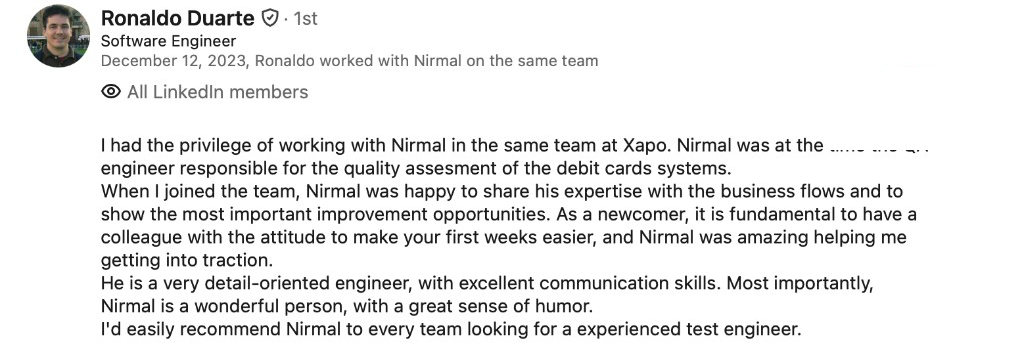 Ronaldo Duarte · 1st
Software Engineer
December 12, 2023, Ronaldo worked with Nirmal on the same team
All LinkedIn members
I had the privilege of working with Nirmal in the same team at Xapo. Nirmal was at the
engineer responsible for the quality assesment of the debit cards systems.
When I joined the team, Nirmal was happy to share his expertise with the business flows and to
show the most important improvement opportunities. As a newcomer, it is fundamental to have a
colleague with the attitude to make your first weeks easier, and Nirmal was amazing helping me
getting into traction.
He is a very detail-oriented engineer, with excellent communication skills. Most importantly,
Nirmal is a wonderful person, with a great sense of humor.
I'd easily recommend Nirmal to every team looking for a experienced test engineer.